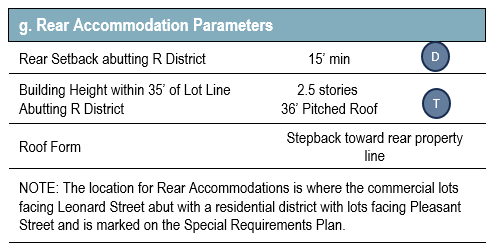 g. Rear Accommodation Parameters
Rear Setback abutting R District 15’ min D
Building Height within 35’ of Lot Line 2.5 stories
Abutting R District 36’ Pitched Roof T
Roof Form Stepback toward rear property
line
NOTE: The location for Rear Accommodations is where the commercial lots
facing Leonard Street abut with a residential district with lots facing Pleasant
Street and is marked on the Special Requirements Plan.